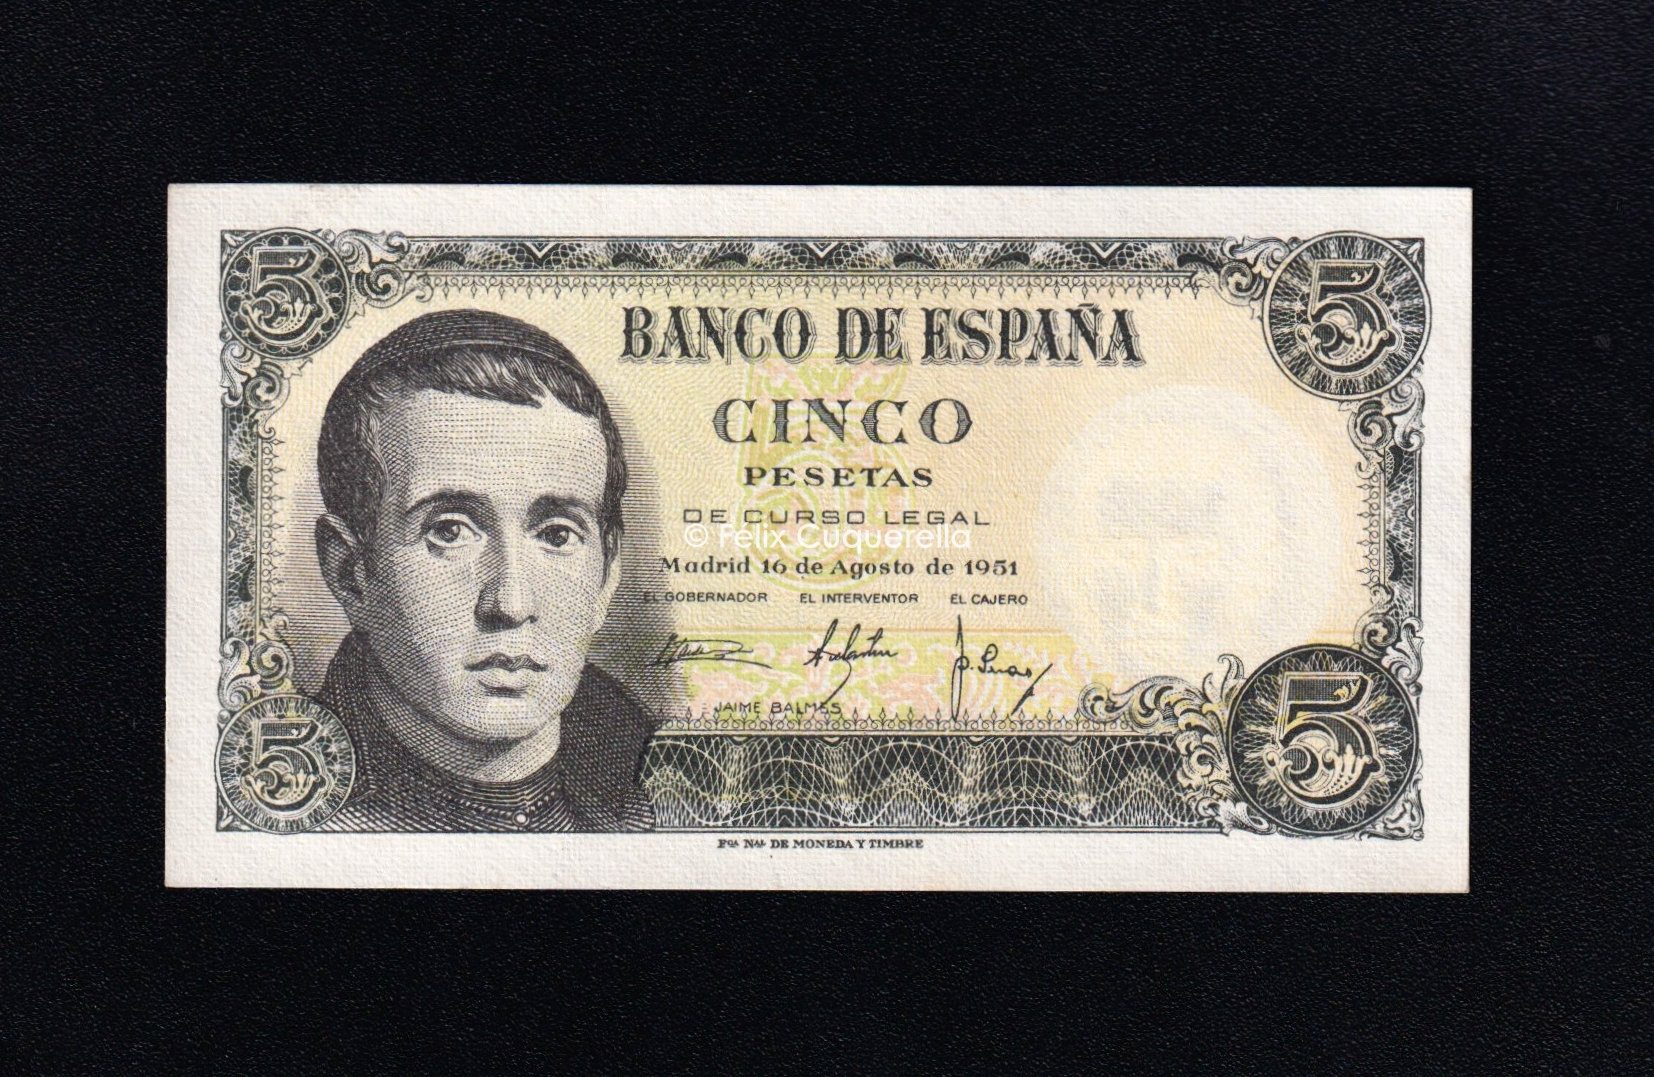 5 5
BANCO DE ESPAÑA
CINCO
PESETAS
DE CURSO LEGAL
© Felix Cuquerella
Madrid 16 de Agosto de 1951
EL GOBERNADOR EL INTERVENTOR EL CAJERO
JAIME BALMES
5 5
Fca. Nal. DE MONEDA Y TIMBRE